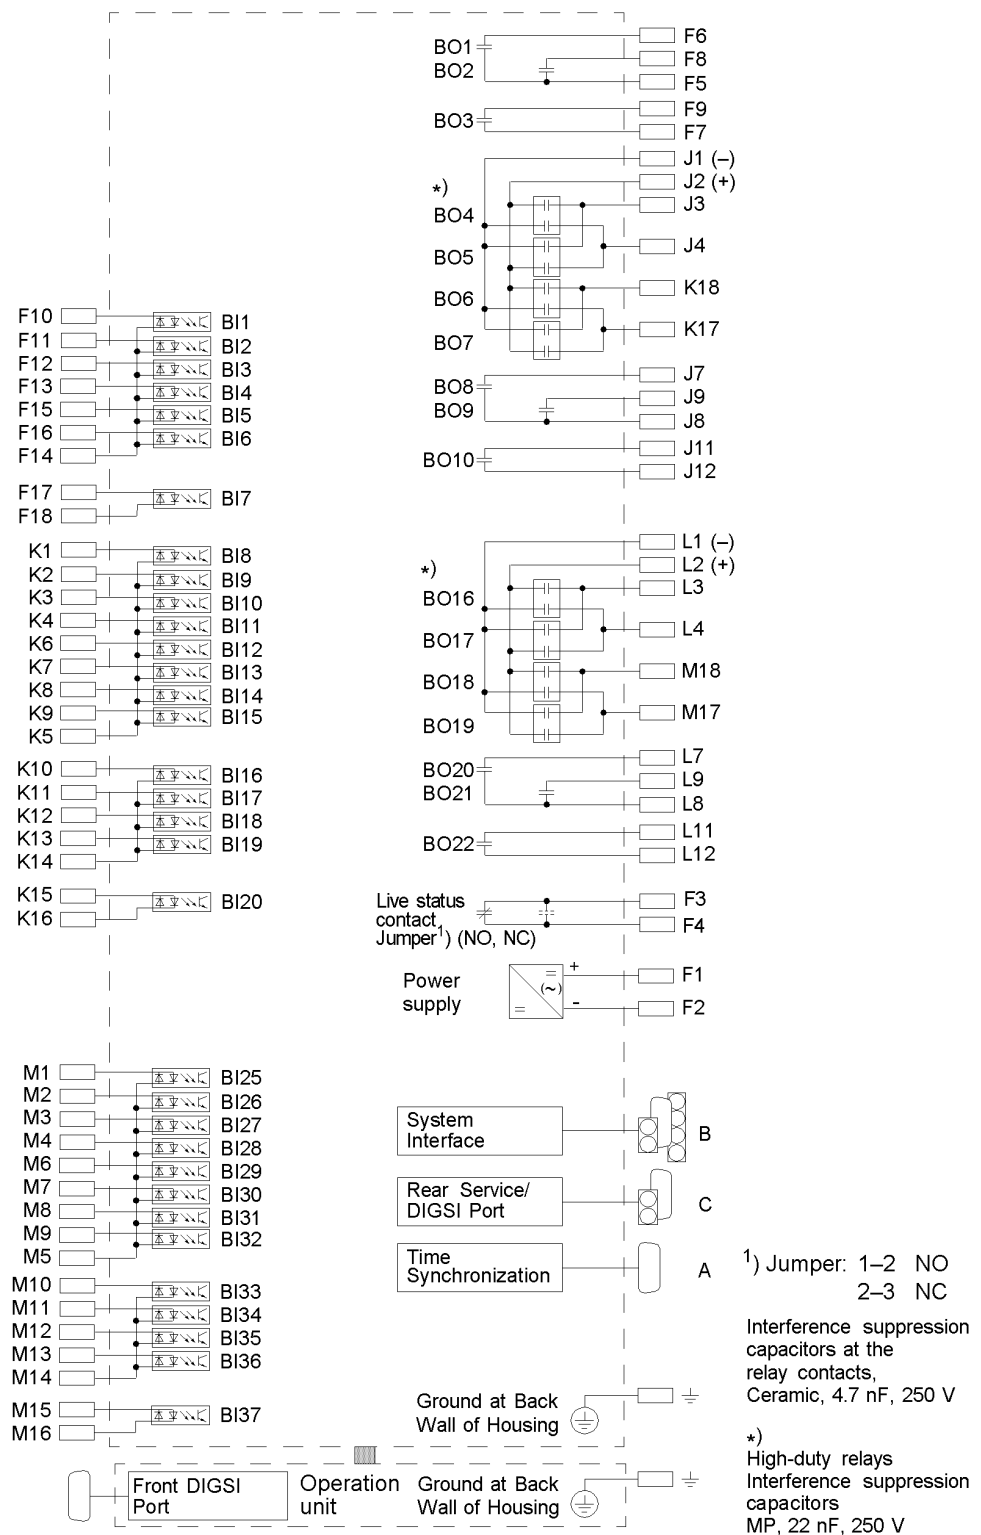 BO1
BO2
F6
F8
F5
BO3
F9
F7
J1 (–)
J2 (+)
*)
J3
BO4
J4
BO5
BO6
K18
BO7
K17
BO8
BO9
J7
J9
J8
BO10
J11
J12
F10
F11
F12
F13
F15
F16
F14
BI1
BI2
BI3
BI4
BI5
BI6
F17
F18
BI7
K1
K2
K3
K4
K6
K7
K8
K9
K5
BI8
BI9
BI10
BI11
BI12
BI13
BI14
BI15
L1 (–)
L2 (+)
*)
L3
BO16
L4
BO17
BO18
M18
BO19
M17
BO20
BO21
L7
L9
L8
BO22
L11
L12
K10
K11
K12
K13
K14
BI16
BI17
BI18
BI19
K15
K16
BI20
Live status
contact
Jumper1) (NO, NC)
F3
F4
Power
supply
=
(~)
=
+
-
F1
F2
M1
M2
M3
M4
M6
M7
M8
M9
M5
BI25
BI26
BI27
BI28
BI29
BI30
BI31
BI32
System
Interface
B
Rear Service/
DIGSI Port
C
Time
Synchronization
A
M10
M11
M12
M13
M14
BI33
BI34
BI35
BI36
M15
M16
BI37
1) Jumper: 1–2 NO
2–3 NC
Interference suppression
capacitors at the
relay contacts,
Ceramic, 4.7 nF, 250 V
Ground at Back
Wall of Housing
*)
High-duty relays
Interference suppression
capacitors
MP, 22 nF, 250 V
Front DIGSI
Port
Operation
unit
Ground at Back
Wall of Housing